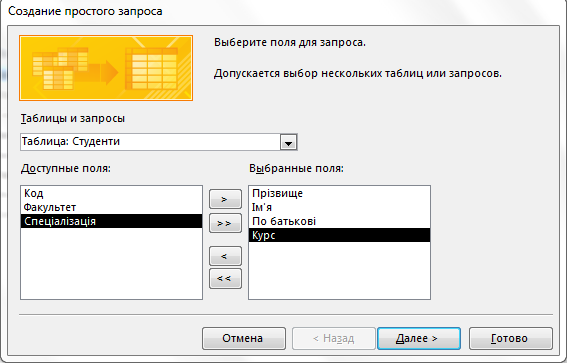 Создание простого запроса
Выберите поля для запроса.
Допускается выбор нескольких таблиц или запросов.
Таблицы и запросы
Таблица: Студенти
Доступные поля:
Выбранные поля:
Код
Факультет
Спеціалізація
>
>>
<
<<
Прізвище
Ім'я
По батькові
Курс
Отмена
< Назад
Далее >
Готово